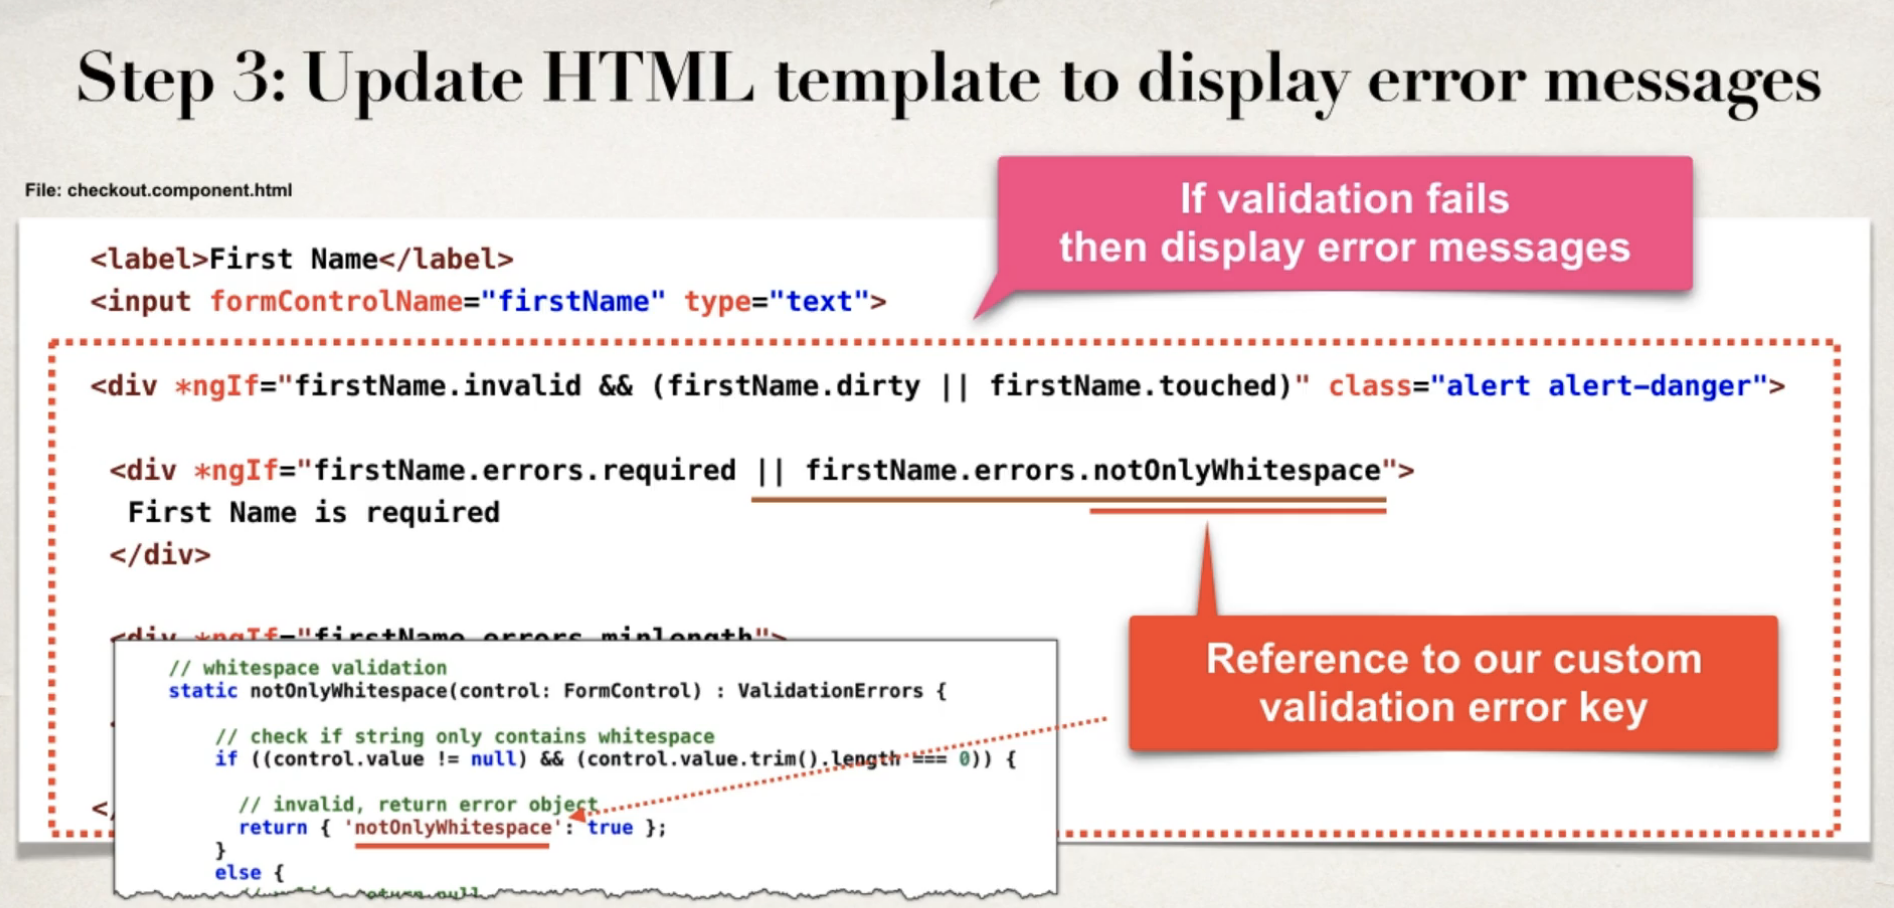 Step 3: Update HTML template to display error messages
File: checkout.component.html
If validation fails
then display error messages
<label>First Name</label>
<input formControlName="firstName" type="text">
<div *ngIf="firstName.invalid && (firstName.dirty || firstName.touched)" class="alert alert-danger">
<div *ngIf="firstName.errors.required || firstName.errors.notOnlyWhitespace">
First Name is required
</div>
<div *ngIf="firstName.errors.minlength">
Reference to our custom
validation error key
// whitespace validation
static notOnlyWhitespace(control: FormControl) : ValidationErrors {
// check if string only contains whitespace
if ((control.value != null) && (control.value.trim().length === 0)) {
// invalid, return error object
return { 'notOnlyWhitespace': true };
}
else {
// valid, return null